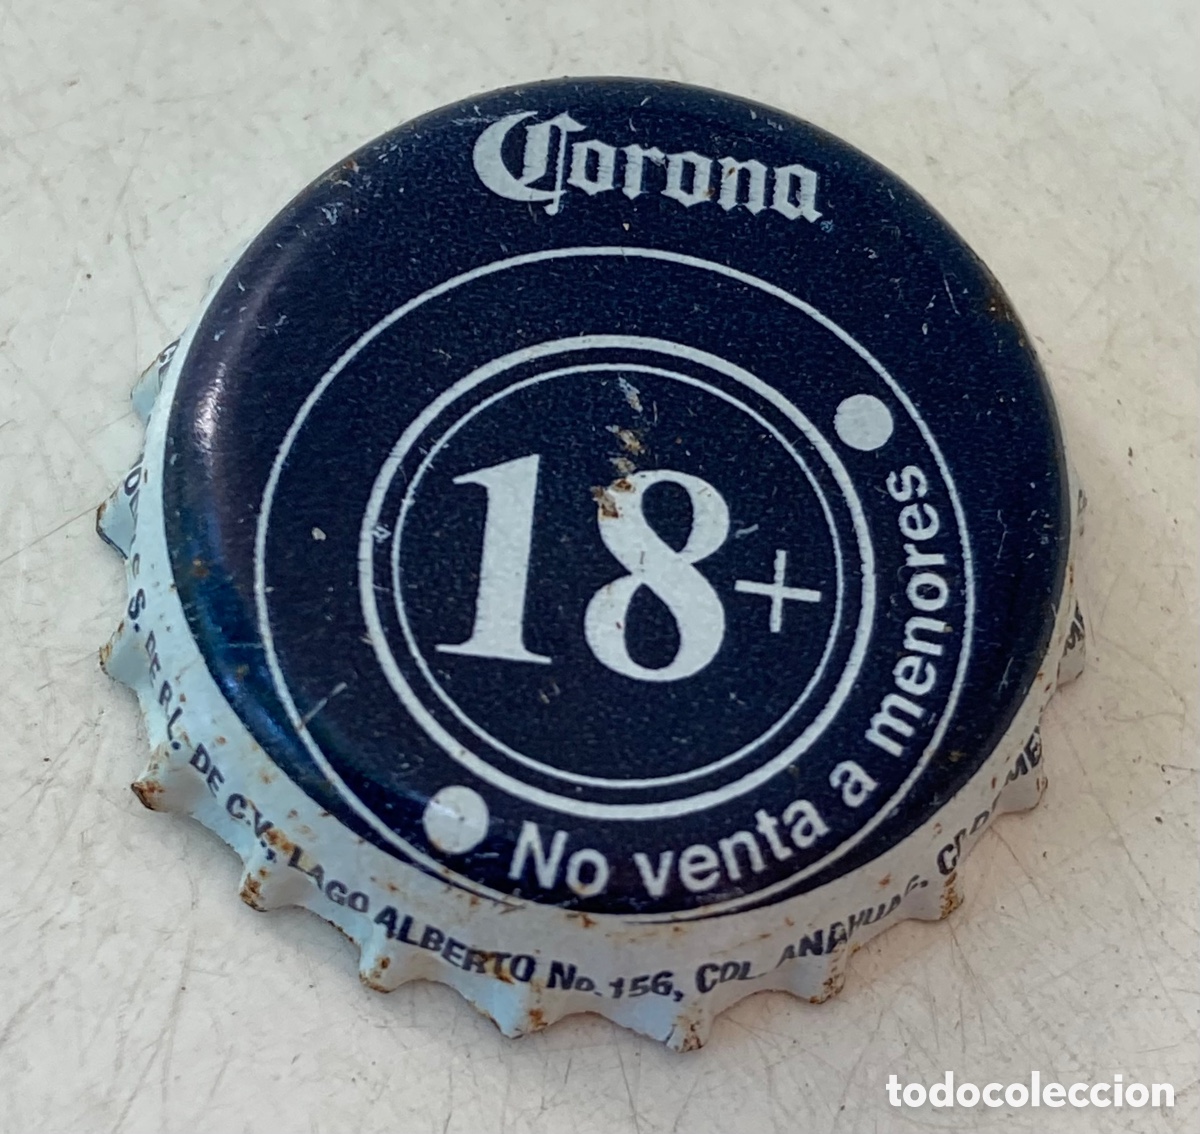 Corona
18+
No venta a menores
S. DE R.L. DE C.V., LAGO ALBERTO No. 156, COL. ANAHUAC,
todocoleccion